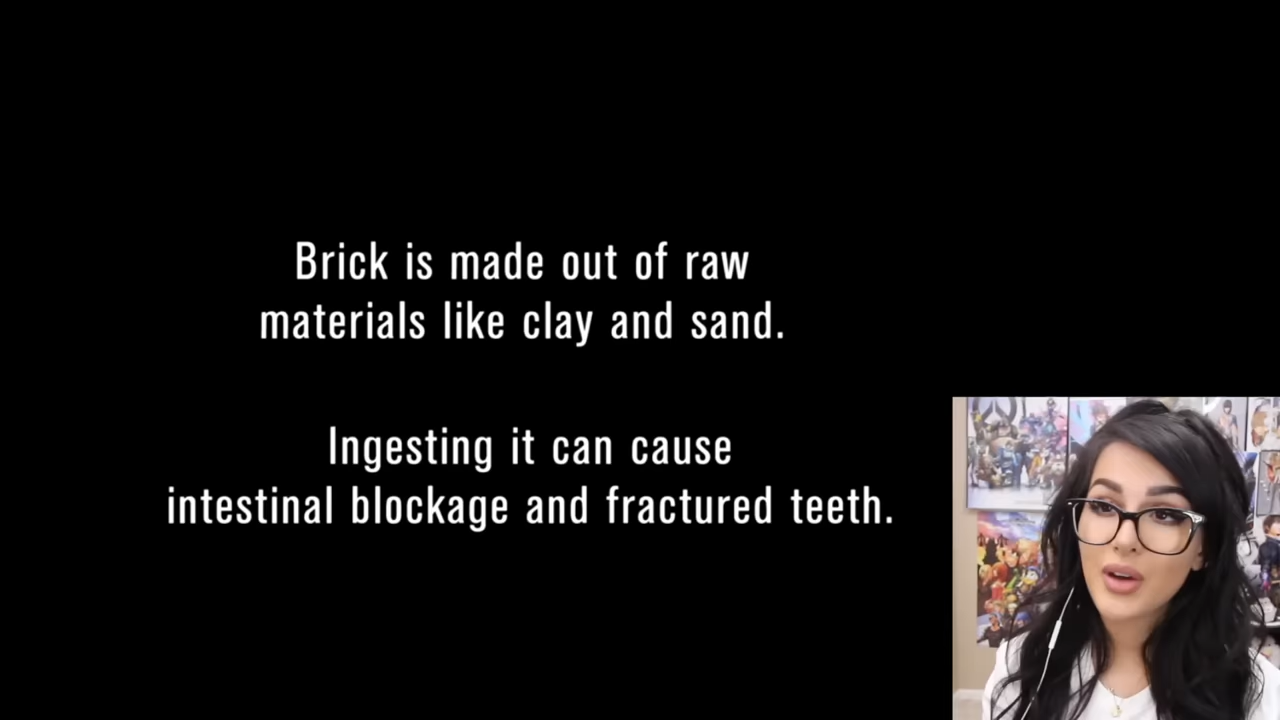 Brick is made out of raw
materials like clay and sand.
Ingesting it can cause
intestinal blockage and fractured teeth.